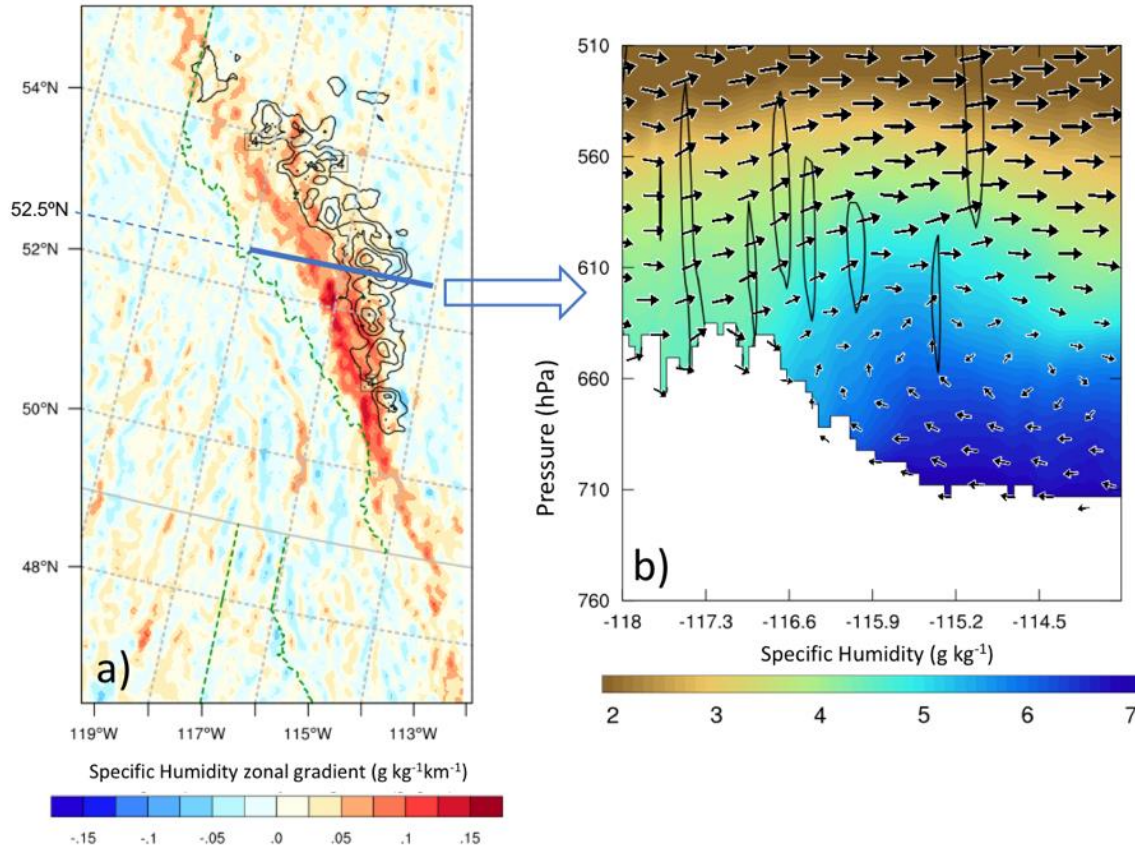 54°N
52.5°N
52°N
50°N
48°N
4
4
a)
119°W 117°W 115°W 113°W
Specific Humidity zonal gradient (g kg⁻¹km⁻¹)
-.15 -.1 -.05 .0 .05 .1 .15
Pressure (hPa)
510
560
610
660
710
760
b)
-118 -117.3 -116.6 -115.9 -115.2 -114.5
Specific Humidity (g kg⁻¹)
2 3 4 5 6 7